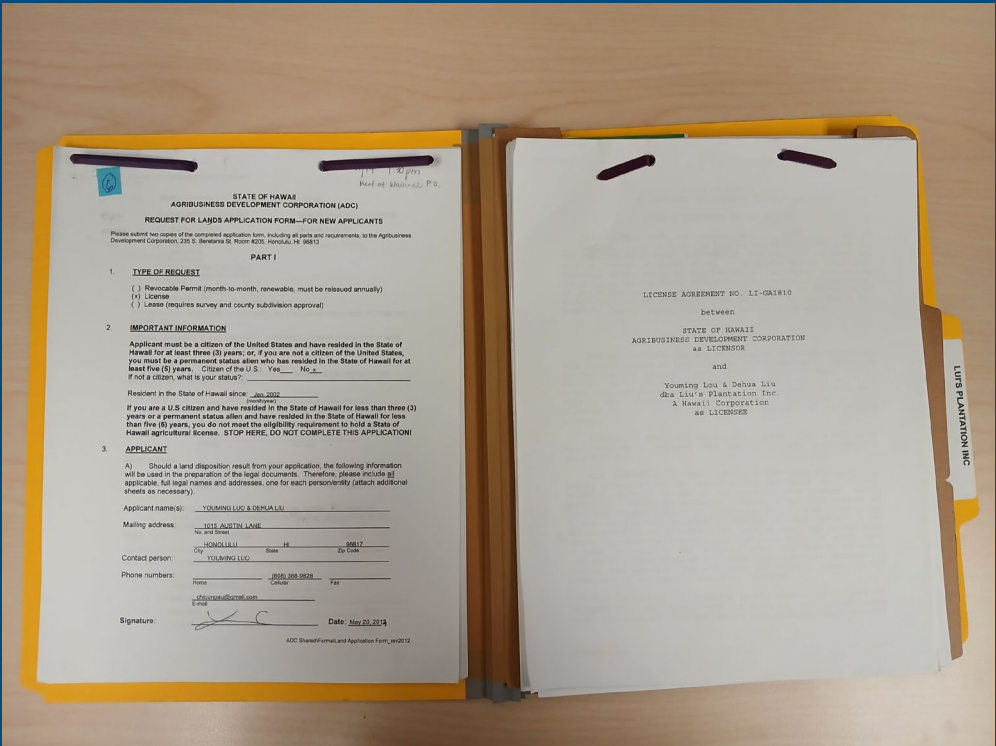 6
1:30pm
Kent of Waianae P.D.
STATE OF HAWAII
AGRIBUSINESS DEVELOPMENT CORPORATION (ADC)
REQUEST FOR LANDS APPLICATION FORM—FOR NEW APPLICANTS
Please submit two copies of the completed application form, including all parts and requirements, to the Agribusiness
Development Corporation, 235 S. Beretania St. Room #205, Honolulu, HI 96813
PART I
1. TYPE OF REQUEST
( ) Revocable Permit (month-to-month, renewable, must be reissued annually)
(x) License
( ) Lease (requires survey and county subdivision approval)
2. IMPORTANT INFORMATION
Applicant must be a citizen of the United States and have resided in the State of
Hawaii for at least three (3) years; or, if you are not a citizen of the United States,
you must be a permanent status alien who has resided in the State of Hawaii for at
least five (5) years. Citizen of the U.S.: Yes No x
If not a citizen, what is your status?:
Resident in the State of Hawaii since: Jan, 2002
(month/year)
If you are a U.S citizen and have resided in the State of Hawaii for less than three (3)
years or a permanent status alien and have resided in the State of Hawaii for less
than five (5) years, you do not meet the eligibility requirement to hold a State of
Hawaii agricultural license. STOP HERE, DO NOT COMPLETE THIS APPLICATION!
3. APPLICANT
A) Should a land disposition result from your application, the following information
will be used in the preparation of the legal documents. Therefore, please include all
applicable, full legal names and addresses, one for each person/entity (attach additional
sheets as necessary).
Applicant name(s): YOUMING LUO & DEHUA LIU
Mailing address: 1015 AUSTIN LANE
No. and Street
HONOLULU HI 96817
City State Zip Code
Contact person: YOUMING LUO
Phone numbers: (808) 388-9828
Home Cellular Fax
E-mail
Signature: Date: May 20, 2013
ADC Shared\Forms\Land Application Form_rev2012
LICENSE AGREEMENT NO. LI-GA1810
between
STATE OF HAWAII
AGRIBUSINESS DEVELOPMENT CORPORATION
as LICENSOR
and
Youming Lou & Dehua Liu
dba Liu's Plantation Inc.
A Hawaii Corporation
as LICENSEE
LUI'S PLANTATION INC